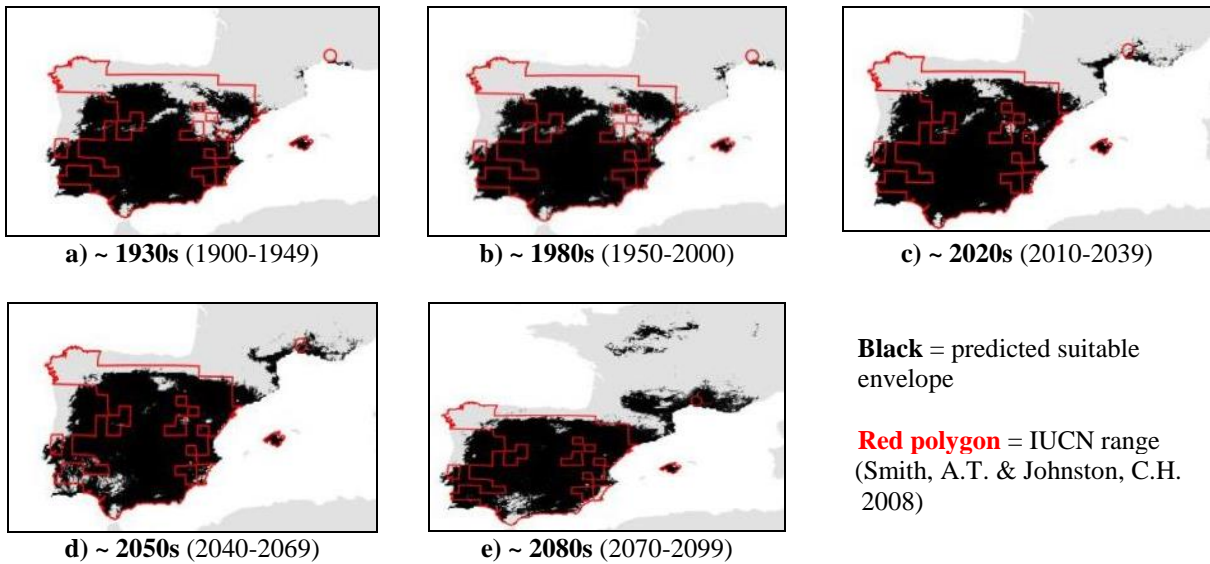 a) ~ 1930s (1900-1949)
b) ~ 1980s (1950-2000)
c) ~ 2020s (2010-2039)
d) ~ 2050s (2040-2069)
e) ~ 2080s (2070-2099)
Black = predicted suitable
envelope
Red polygon = IUCN range
(Smith, A.T. & Johnston, C.H.
2008)